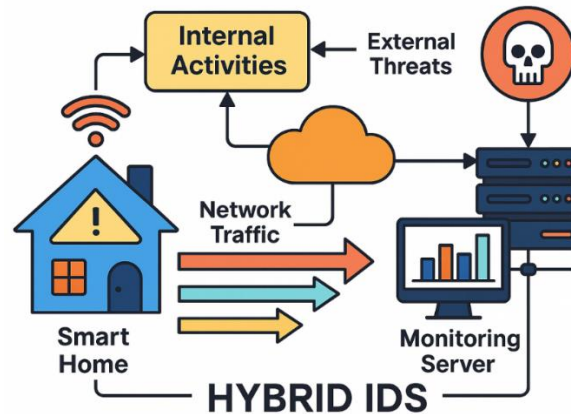 Internal
Activities
External
Threats
Network
Traffic
Smart
Home
Monitoring
Server
HYBRID IDS